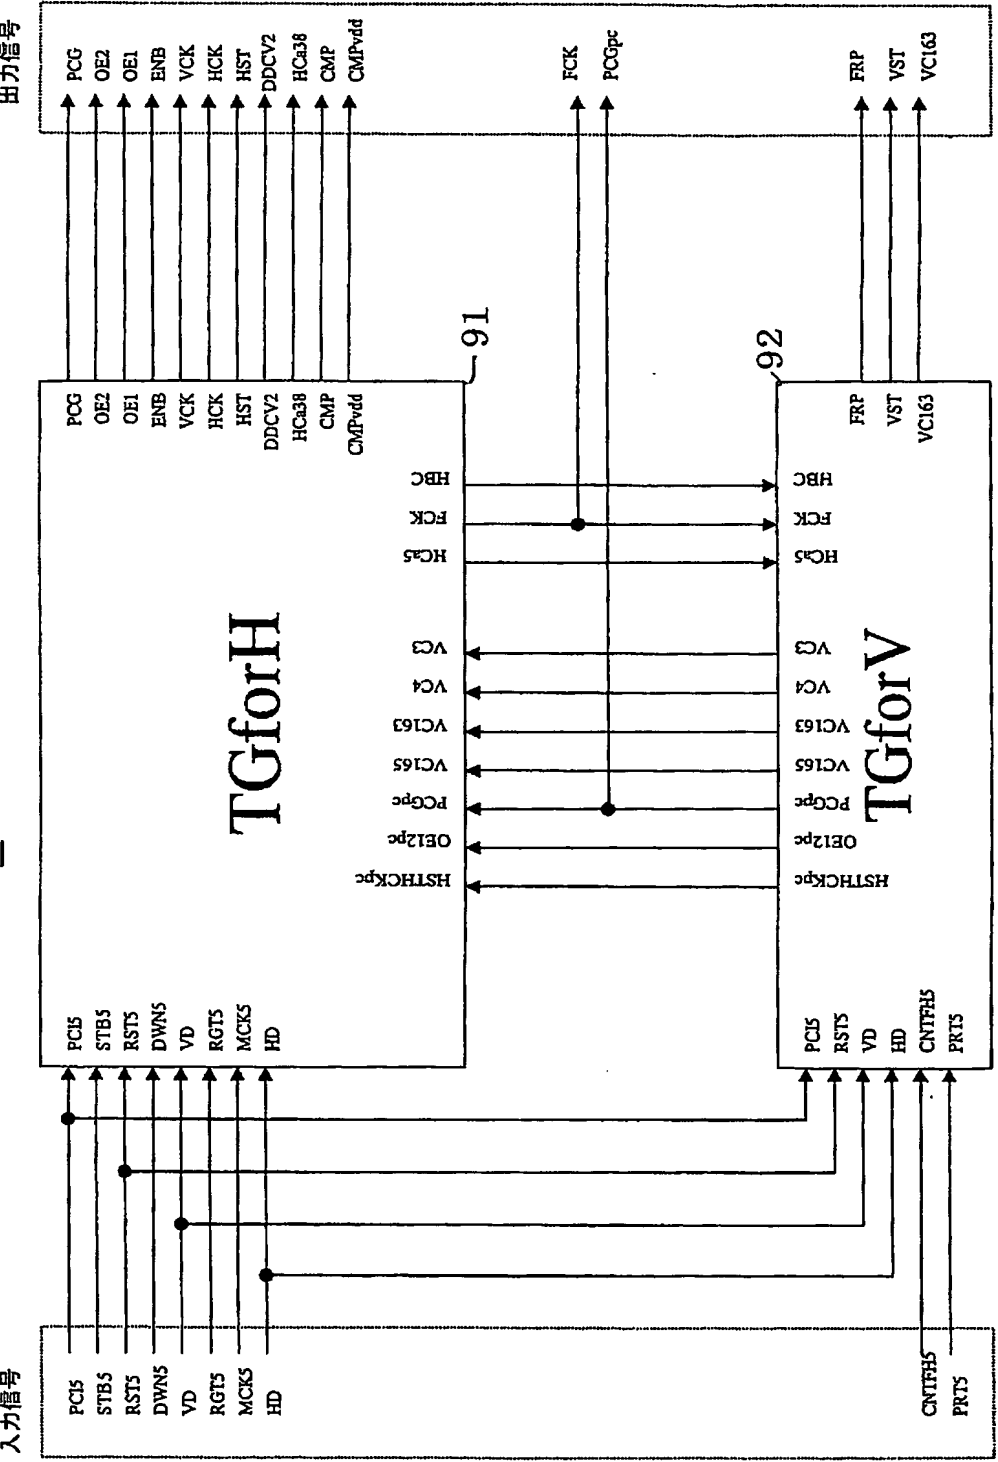 入力信号
PCI5
STB5
RST5
DWN5
VD
RGT5
MCK5
HD
CNTFH5
PRT5
PCI5
STB5
RST5
DWN5
VD
RGT5
MCK5
HD
TGforH
HSTHCKpc
OE12pc
PCGpc
VC165
VC163
VC4
VC3
HCa5
FCK
HBC
PCG
OE2
OE1
ENB
VCK
HCK
HST
DDCV2
HCa38
CMP
CMPvdd
91
PCI5
RST5
VD
HD
CNTFH5
PRT5
TGforV
HSTHCKpc
OE12pc
PCGpc
VC165
VC163
VC4
VC3
HCa5
FCK
HBC
FRP
VST
VC163
92
出力信号
PCG
OE2
OE1
ENB
VCK
HCK
HST
DDCV2
HCa38
CMP
CMPvdd
FCK
PCGpc
FRP
VST
VC163